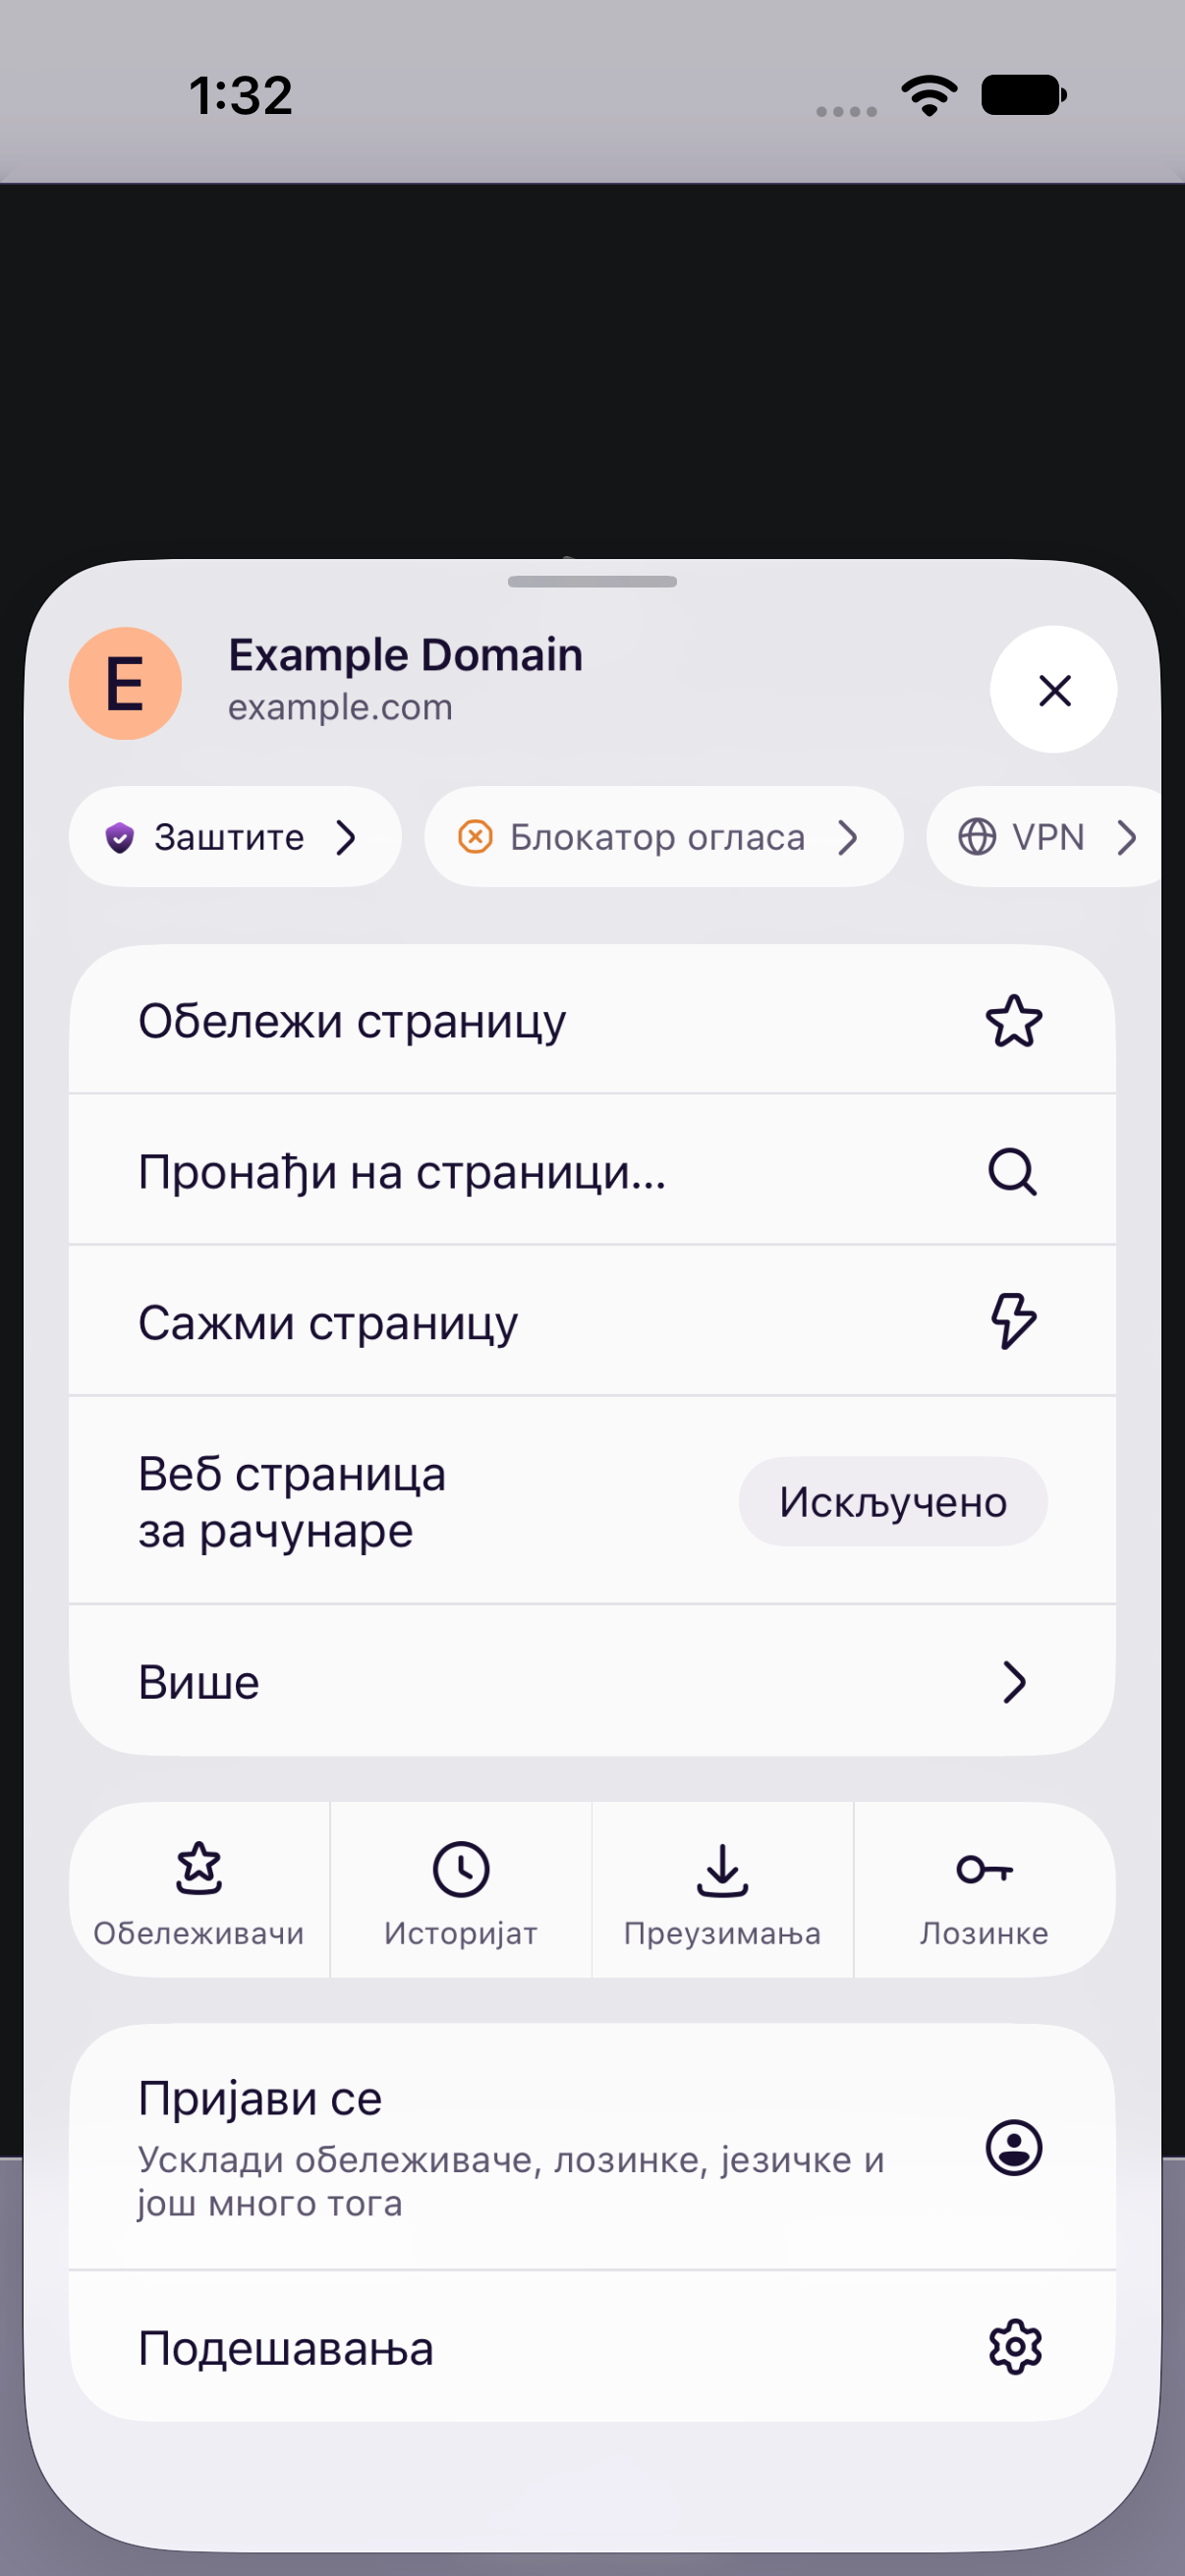 1:32
E
Example Domain
example.com
Заштите
Блокатор огласа
VPN
Обележи страницу
Пронађи на страници...
Сажми страницу
Веб страница
за рачунаре
Искључено
Више
Обележивачи
Историјат
Преузимања
Лозинке
Пријави се
Усклади обележиваче, лозинке, језичке и
још много тога
Подешавања